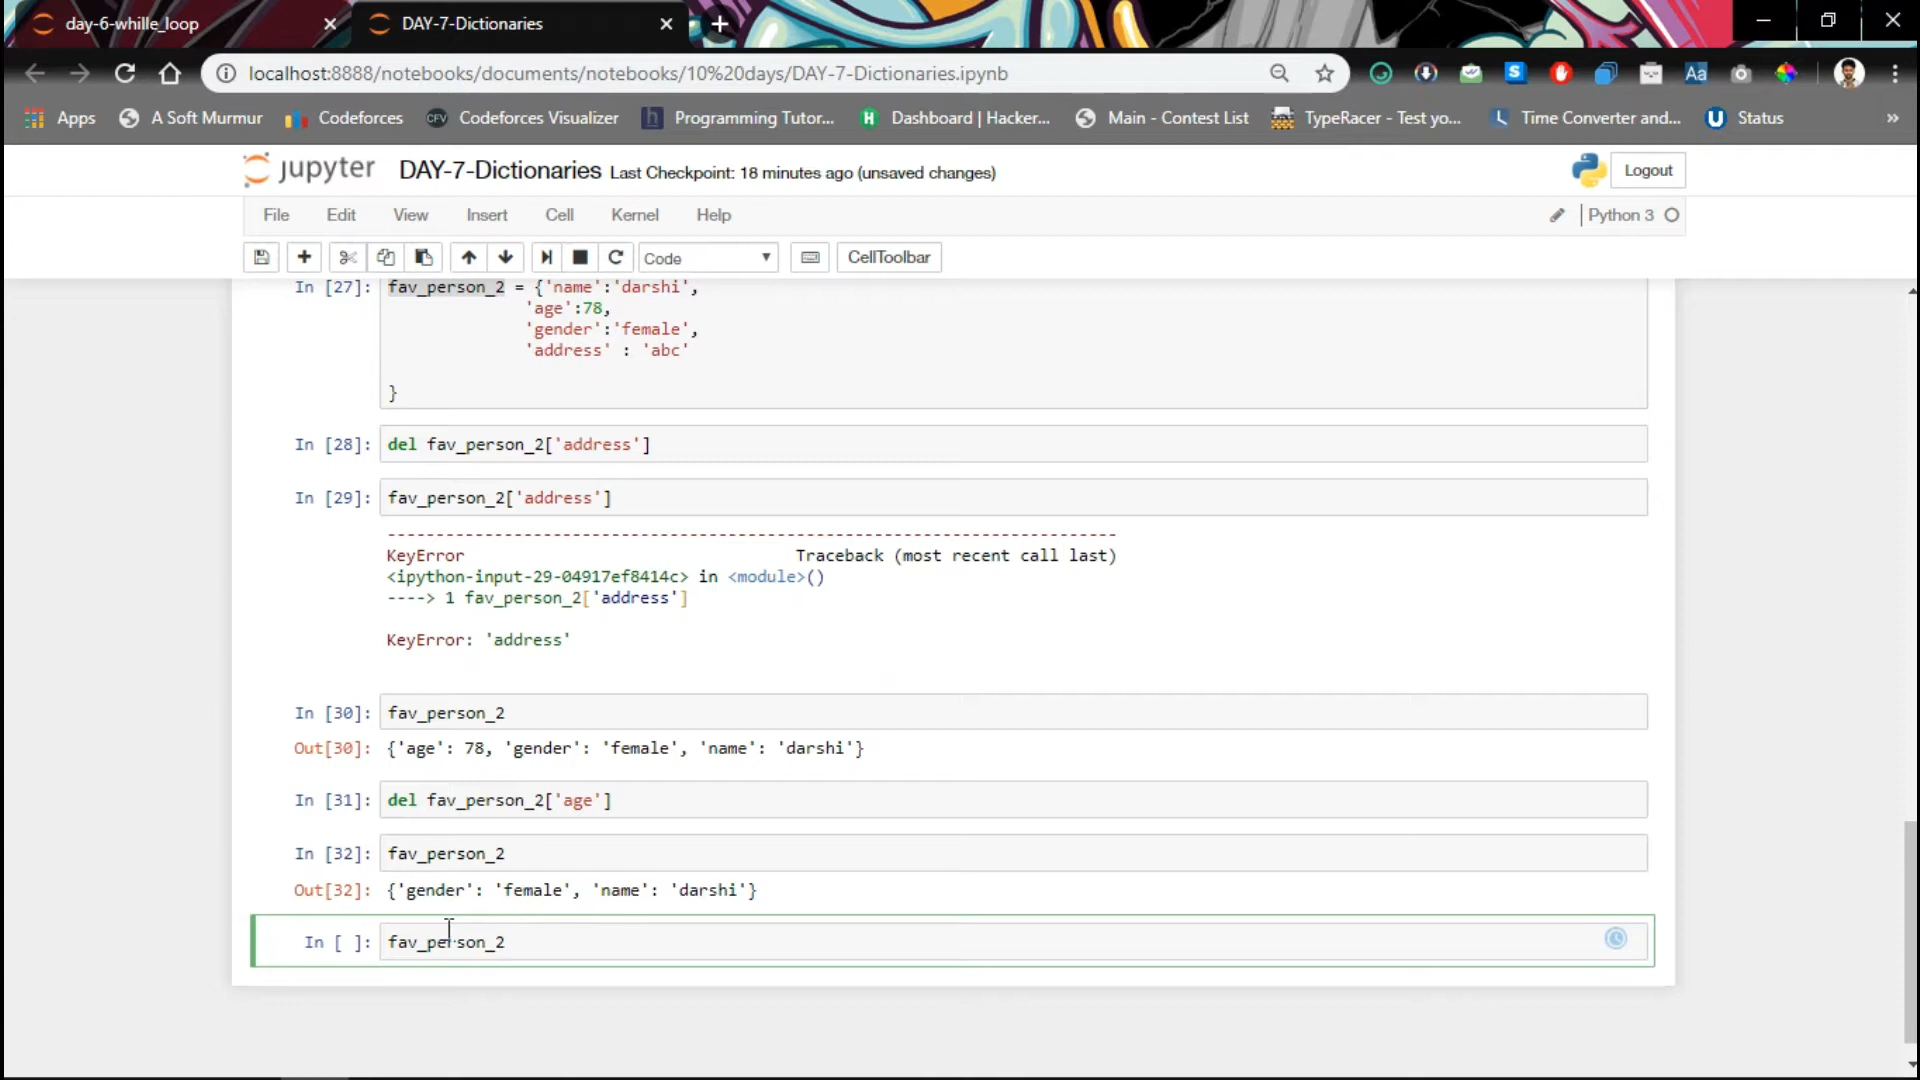 day-6-whille_loop
DAY-7-Dictionaries
localhost:8888/notebooks/documents/notebooks/10%20days/DAY-7-Dictionaries.ipynb
Apps A Soft Murmur Codeforces CFV Codeforces Visualizer h Programming Tutor... H Dashboard | Hacker... Main - Contest List TypeRacer - Test yo... Time Converter and... U Status »
jupyter DAY-7-Dictionaries Last Checkpoint: 18 minutes ago (unsaved changes) Logout
File Edit View Insert Cell Kernel Help Python 3
Code CellToolbar
In [27]: fav_person_2 = {'name':'darshi',
'age':78,
'gender':'female',
'address' : 'abc'
}
In [28]: del fav_person_2['address']
In [29]: fav_person_2['address']
---------------------------------------------------------------------------
KeyError Traceback (most recent call last)
<ipython-input-29-04917ef8414c> in <module>()
----> 1 fav_person_2['address']
KeyError: 'address'
In [30]: fav_person_2
Out[30]: {'age': 78, 'gender': 'female', 'name': 'darshi'}
In [31]: del fav_person_2['age']
In [32]: fav_person_2
Out[32]: {'gender': 'female', 'name': 'darshi'}
In [ ]: fav_person_2